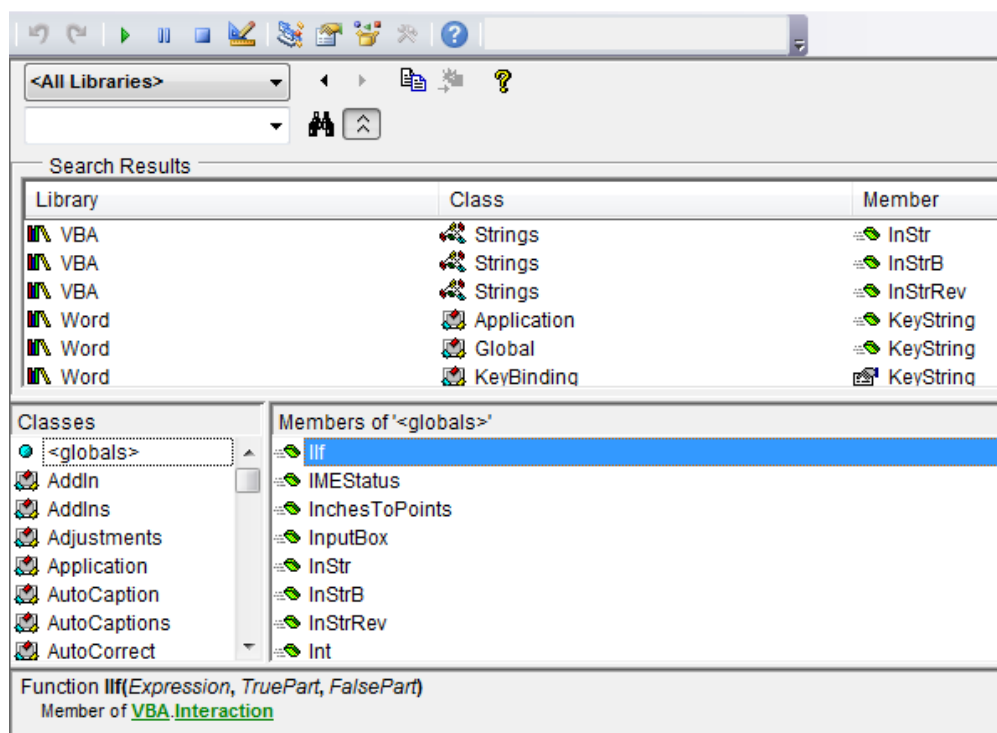 <All Libraries>
Search Results
Library Class Member
VBA Strings InStr
VBA Strings InStrB
VBA Strings InStrRev
Word Application KeyString
Word Global KeyString
Word KeyBinding KeyString
Classes Members of '<globals>'
<globals> IIf
AddIn IMEStatus
AddIns InchesToPoints
Adjustments InputBox
Application InStr
AutoCaption InStrB
AutoCaptions InStrRev
AutoCorrect Int
Function IIf(Expression, TruePart, FalsePart)
Member of VBA.Interaction